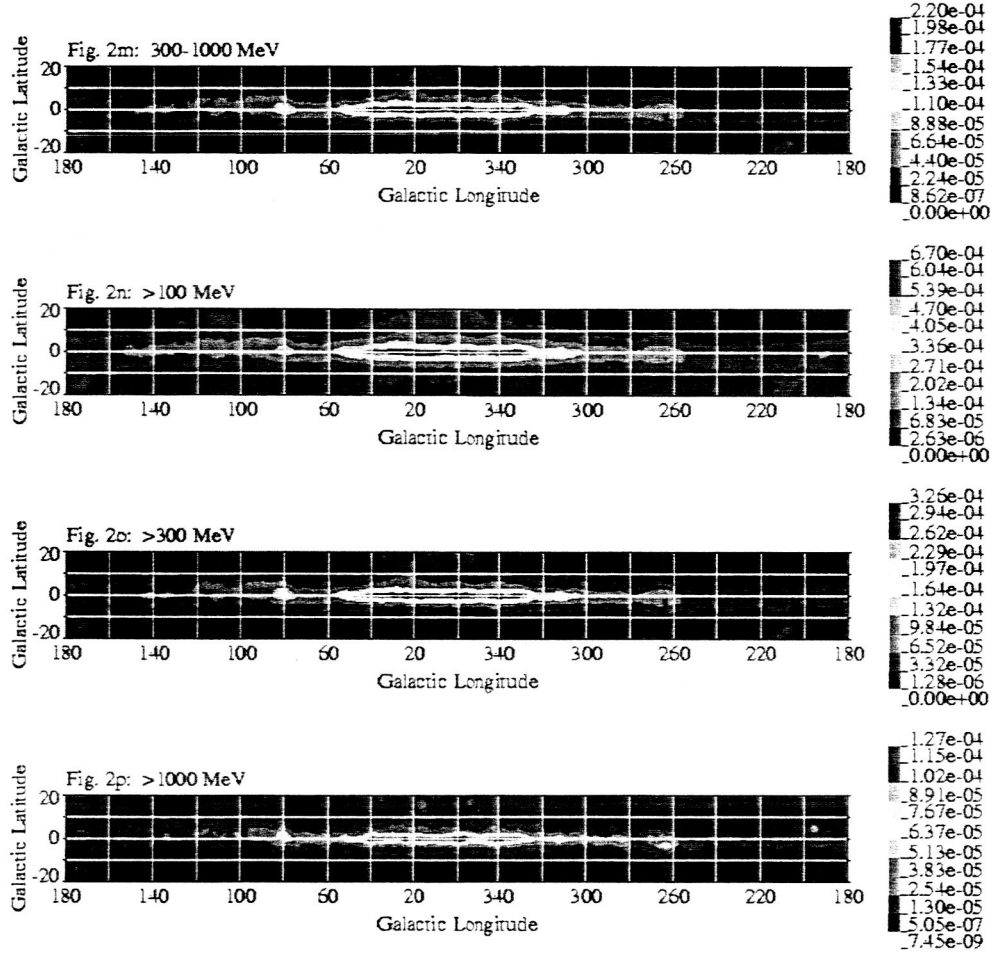 Fig. 2m: 300-1000 MeV
Galactic Latitude
20
0
-20
180 140 100 60 20 340 300 260 220 180
Galactic Longitude
2.20e-04
1.98e-04
1.77e-04
1.54e-04
1.33e-04
1.10e-04
8.88e-05
6.64e-05
4.40e-05
2.24e-05
8.62e-07
0.00e+00
Fig. 2n: >100 MeV
Galactic Latitude
20
0
-20
180 140 100 60 20 340 300 260 220 180
Galactic Longitude
6.70e-04
6.04e-04
5.39e-04
4.70e-04
4.05e-04
3.36e-04
2.71e-04
2.02e-04
1.34e-04
6.83e-05
2.63e-06
0.00e+00
Fig. 2o: >300 MeV
Galactic Latitude
20
0
-20
180 140 100 60 20 340 300 260 220 180
Galactic Longitude
3.26e-04
2.94e-04
2.62e-04
2.29e-04
1.97e-04
1.64e-04
1.32e-04
9.84e-05
6.52e-05
3.32e-05
1.28e-06
0.00e+00
Fig. 2p: >1000 MeV
Galactic Latitude
20
0
-20
180 140 100 60 20 340 300 260 220 180
Galactic Longitude
1.27e-04
1.15e-04
1.02e-04
8.91e-05
7.67e-05
6.37e-05
5.13e-05
3.83e-05
2.54e-05
1.30e-05
5.05e-07
7.45e-09